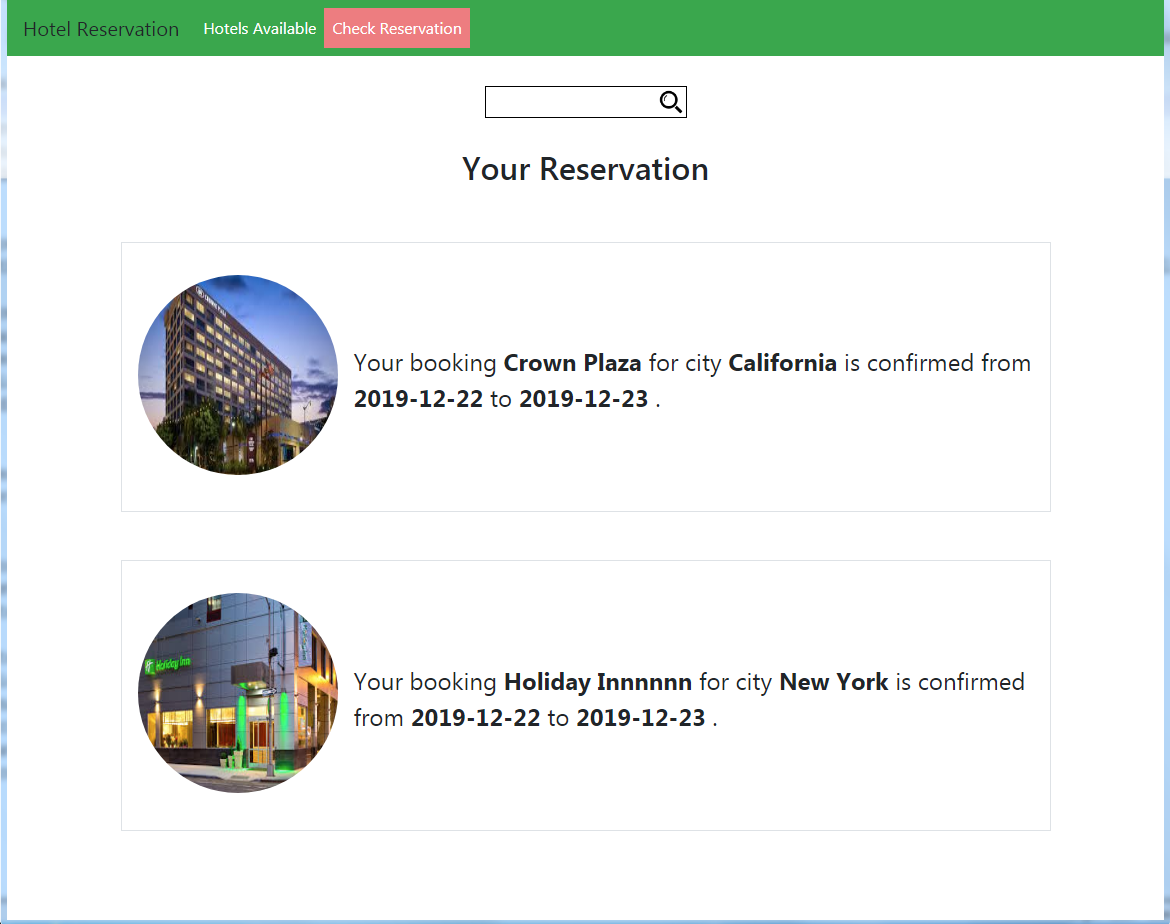 Hotel Reservation Hotels Available Check Reservation
Your Reservation
Your booking Crown Plaza for city California is confirmed from
2019-12-22 to 2019-12-23 .
Holiday Inn
Your booking Holiday Innnnnn for city New York is confirmed
from 2019-12-22 to 2019-12-23 .